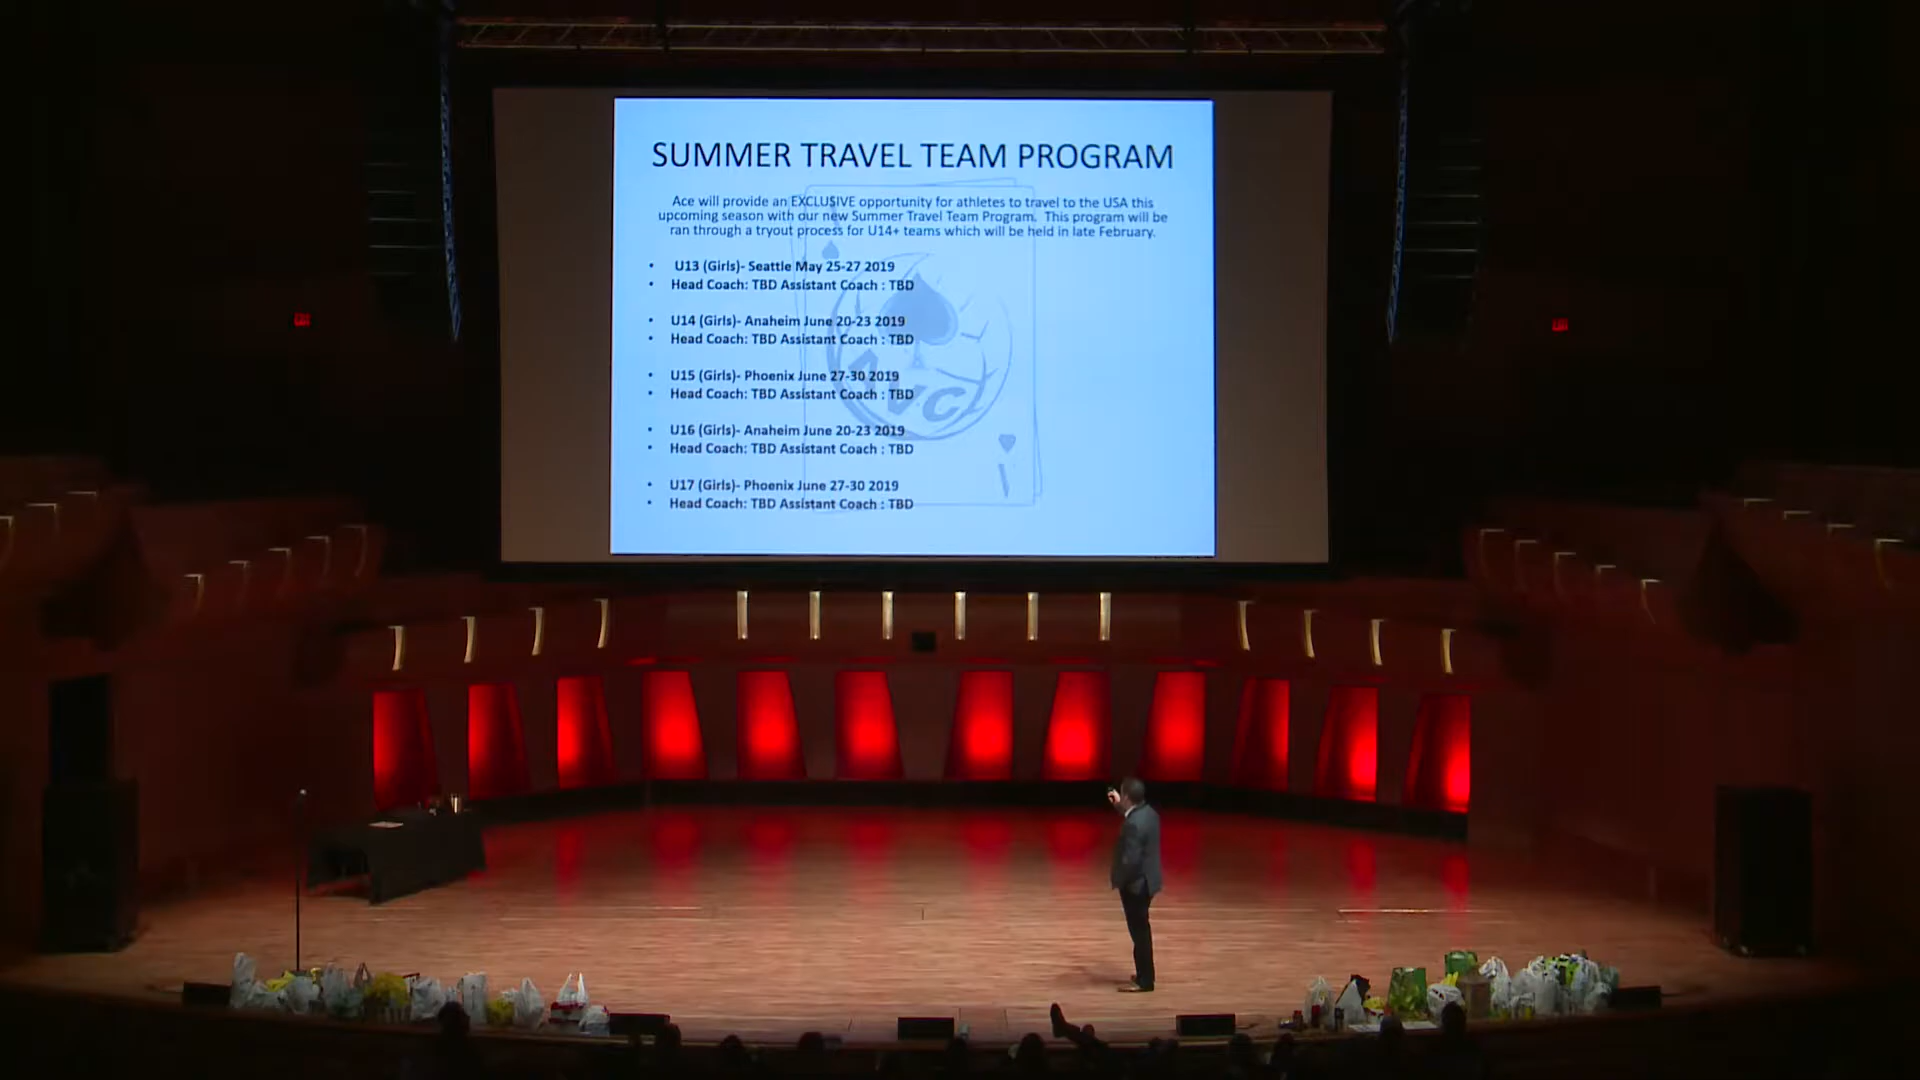 SUMMER TRAVEL TEAM PROGRAM
Ace will provide an EXCLUSIVE opportunity for athletes to travel to the USA this
upcoming season with our new Summer Travel Team Program. This program will be
ran through a tryout process for U14+ teams which will be held in late February.
• U13 (Girls)- Seattle May 25-27 2019
• Head Coach: TBD Assistant Coach : TBD
• U14 (Girls)- Anaheim June 20-23 2019
• Head Coach: TBD Assistant Coach : TBD
• U15 (Girls)- Phoenix June 27-30 2019
• Head Coach: TBD Assistant Coach : TBD
• U16 (Girls)- Anaheim June 20-23 2019
• Head Coach: TBD Assistant Coach : TBD
• U17 (Girls)- Phoenix June 27-30 2019
• Head Coach: TBD Assistant Coach : TBD
AVC